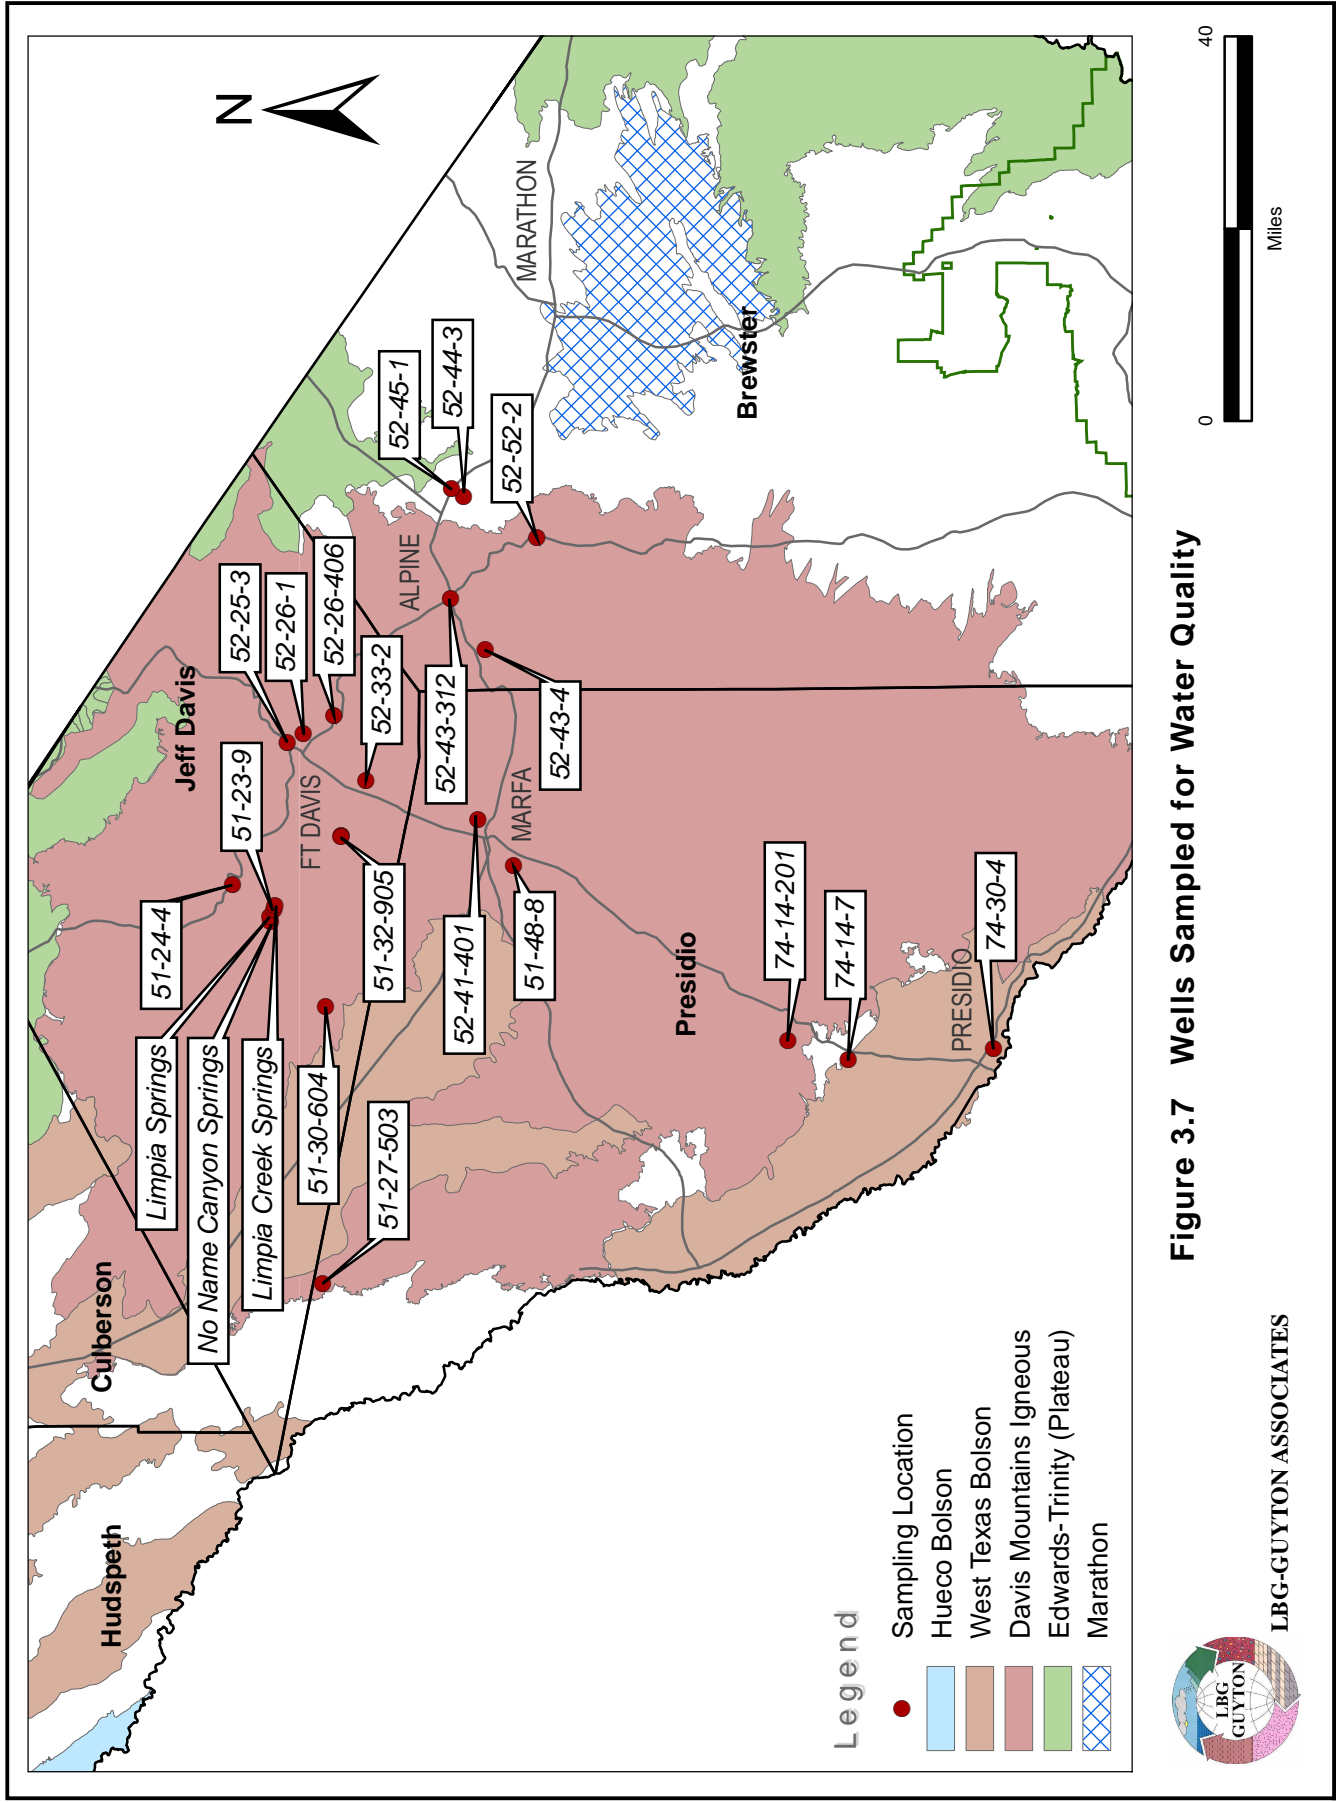 N
Hudspeth
Culberson
Jeff Davis
Presidio
Brewster
FT DAVIS
ALPINE
MARFA
MARATHON
PRESIDIO
Limpia Springs
No Name Canyon Springs
Limpia Creek Springs
51-24-4
51-23-9
52-25-3
52-26-1
52-26-406
52-33-2
51-30-604
51-27-503
51-32-905
52-41-401
51-48-8
52-43-312
52-43-4
52-45-1
52-44-3
52-52-2
74-14-201
74-14-7
74-30-4
Legend
Sampling Location
Hueco Bolson
West Texas Bolson
Davis Mountains Igneous
Edwards-Trinity (Plateau)
Marathon
0
40
Miles
Figure 3.7 Wells Sampled for Water Quality
LBG
GUYTON
LBG-GUYTON ASSOCIATES